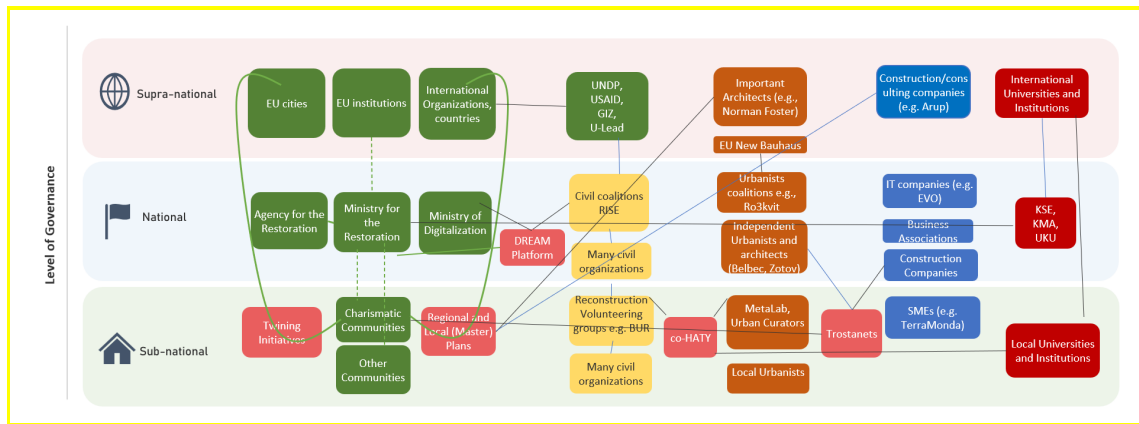 Level of Governance
Supra-national
EU cities
EU institutions
International
Organizations,
countries
UNDP,
USAID,
GIZ,
U-Lead
Important
Architects (e.g.,
Norman Foster)
Construction/cons
ulting companies
(e.g. Arup)
International
Universities and
Institutions
EU New Bauhaus
National
Agency for the
Restoration
Ministry for
the
Restoration
Ministry of
Digitalization
DREAM
Platform
Civil coalitions
RISE
Many civil
organizations
Urbanists
coalitions e.g.,
Ro3kvit
Independent
Urbanists and
architects
(Belbec, Zotov)
IT companies (e.g.
EVO)
Business
Associations
Construction
Companies
KSE,
KMA,
UKU
Sub-national
Twining
Initiatives
Charismatic
Communities
Other
Communities
Regional and
Local (Master)
Plans
Reconstruction
Volunteering
groups e.g. BUR
Many civil
organizations
co-HATY
MetaLab,
Urban Curators
Local Urbanists
Trostanets
SMEs (e.g.
TerraMonda)
Local Universities
and Institutions